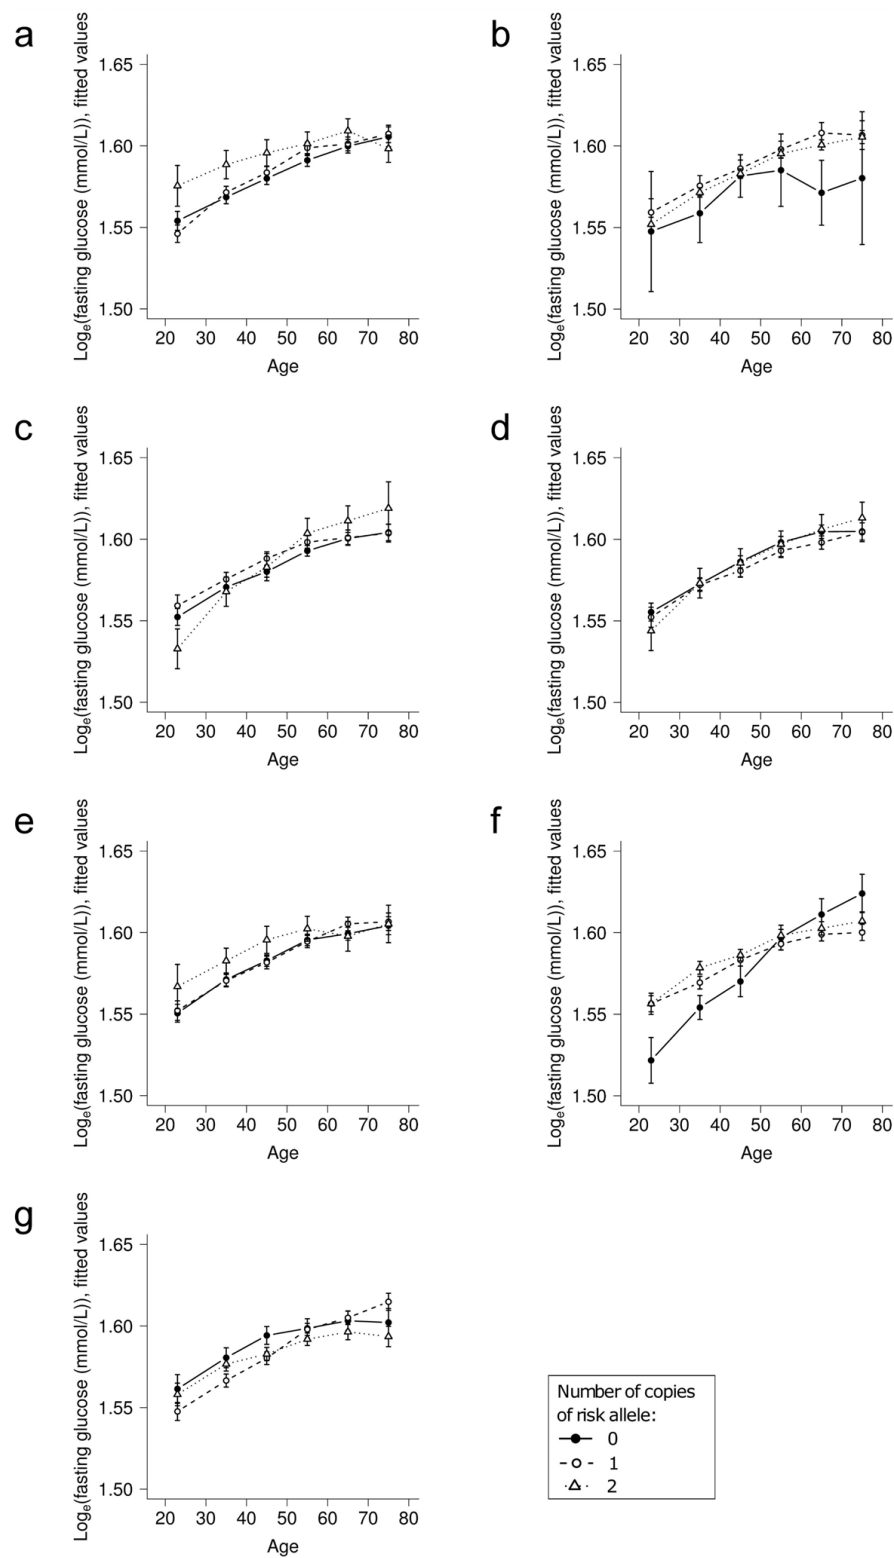 a
Logₑ(fasting glucose (mmol/L)), fitted values
1.65
1.60
1.55
1.50
20 30 40 50 60 70 80
Age
b
Logₑ(fasting glucose (mmol/L)), fitted values
1.65
1.60
1.55
1.50
20 30 40 50 60 70 80
Age
c
Logₑ(fasting glucose (mmol/L)), fitted values
1.65
1.60
1.55
1.50
20 30 40 50 60 70 80
Age
d
Logₑ(fasting glucose (mmol/L)), fitted values
1.65
1.60
1.55
1.50
20 30 40 50 60 70 80
Age
e
Logₑ(fasting glucose (mmol/L)), fitted values
1.65
1.60
1.55
1.50
20 30 40 50 60 70 80
Age
f
Logₑ(fasting glucose (mmol/L)), fitted values
1.65
1.60
1.55
1.50
20 30 40 50 60 70 80
Age
g
Logₑ(fasting glucose (mmol/L)), fitted values
1.65
1.60
1.55
1.50
20 30 40 50 60 70 80
Age
Number of copies
of risk allele:
0
1
2